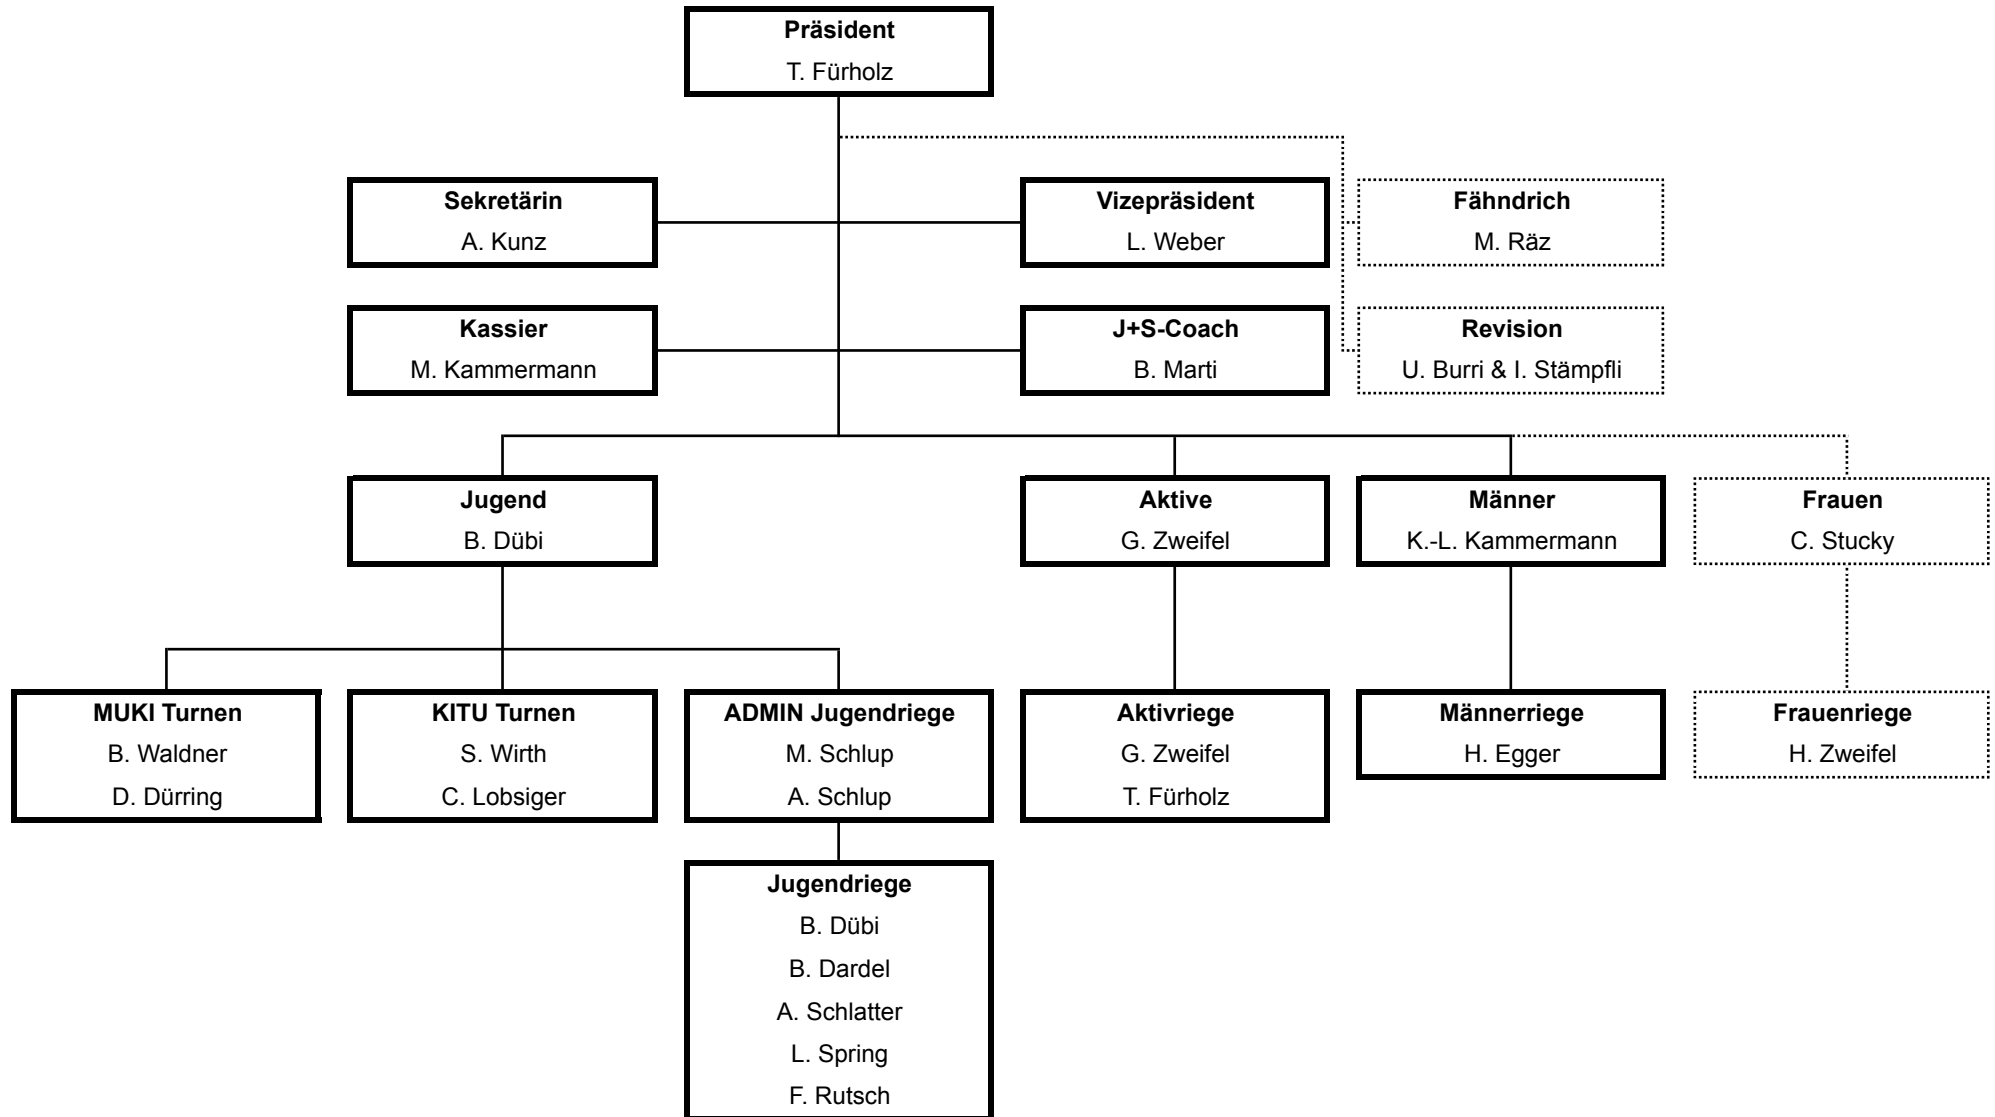 Präsident
T. Fürholz
Sekretärin
A. Kunz
Vizepräsident
L. Weber
Fähndrich
M. Räz
Kassier
M. Kammermann
J+S-Coach
B. Marti
Revision
U. Burri & I. Stämpfli
Jugend
B. Dübi
Aktive
G. Zweifel
Männer
K.-L. Kammermann
Frauen
C. Stucky
MUKI Turnen
B. Waldner
D. Dürring
KITU Turnen
S. Wirth
C. Lobsiger
ADMIN Jugendriege
M. Schlup
A. Schlup
Aktivriege
G. Zweifel
T. Fürholz
Männerriege
H. Egger
Frauenriege
H. Zweifel
Jugendriege
B. Dübi
B. Dardel
A. Schlatter
L. Spring
F. Rutsch